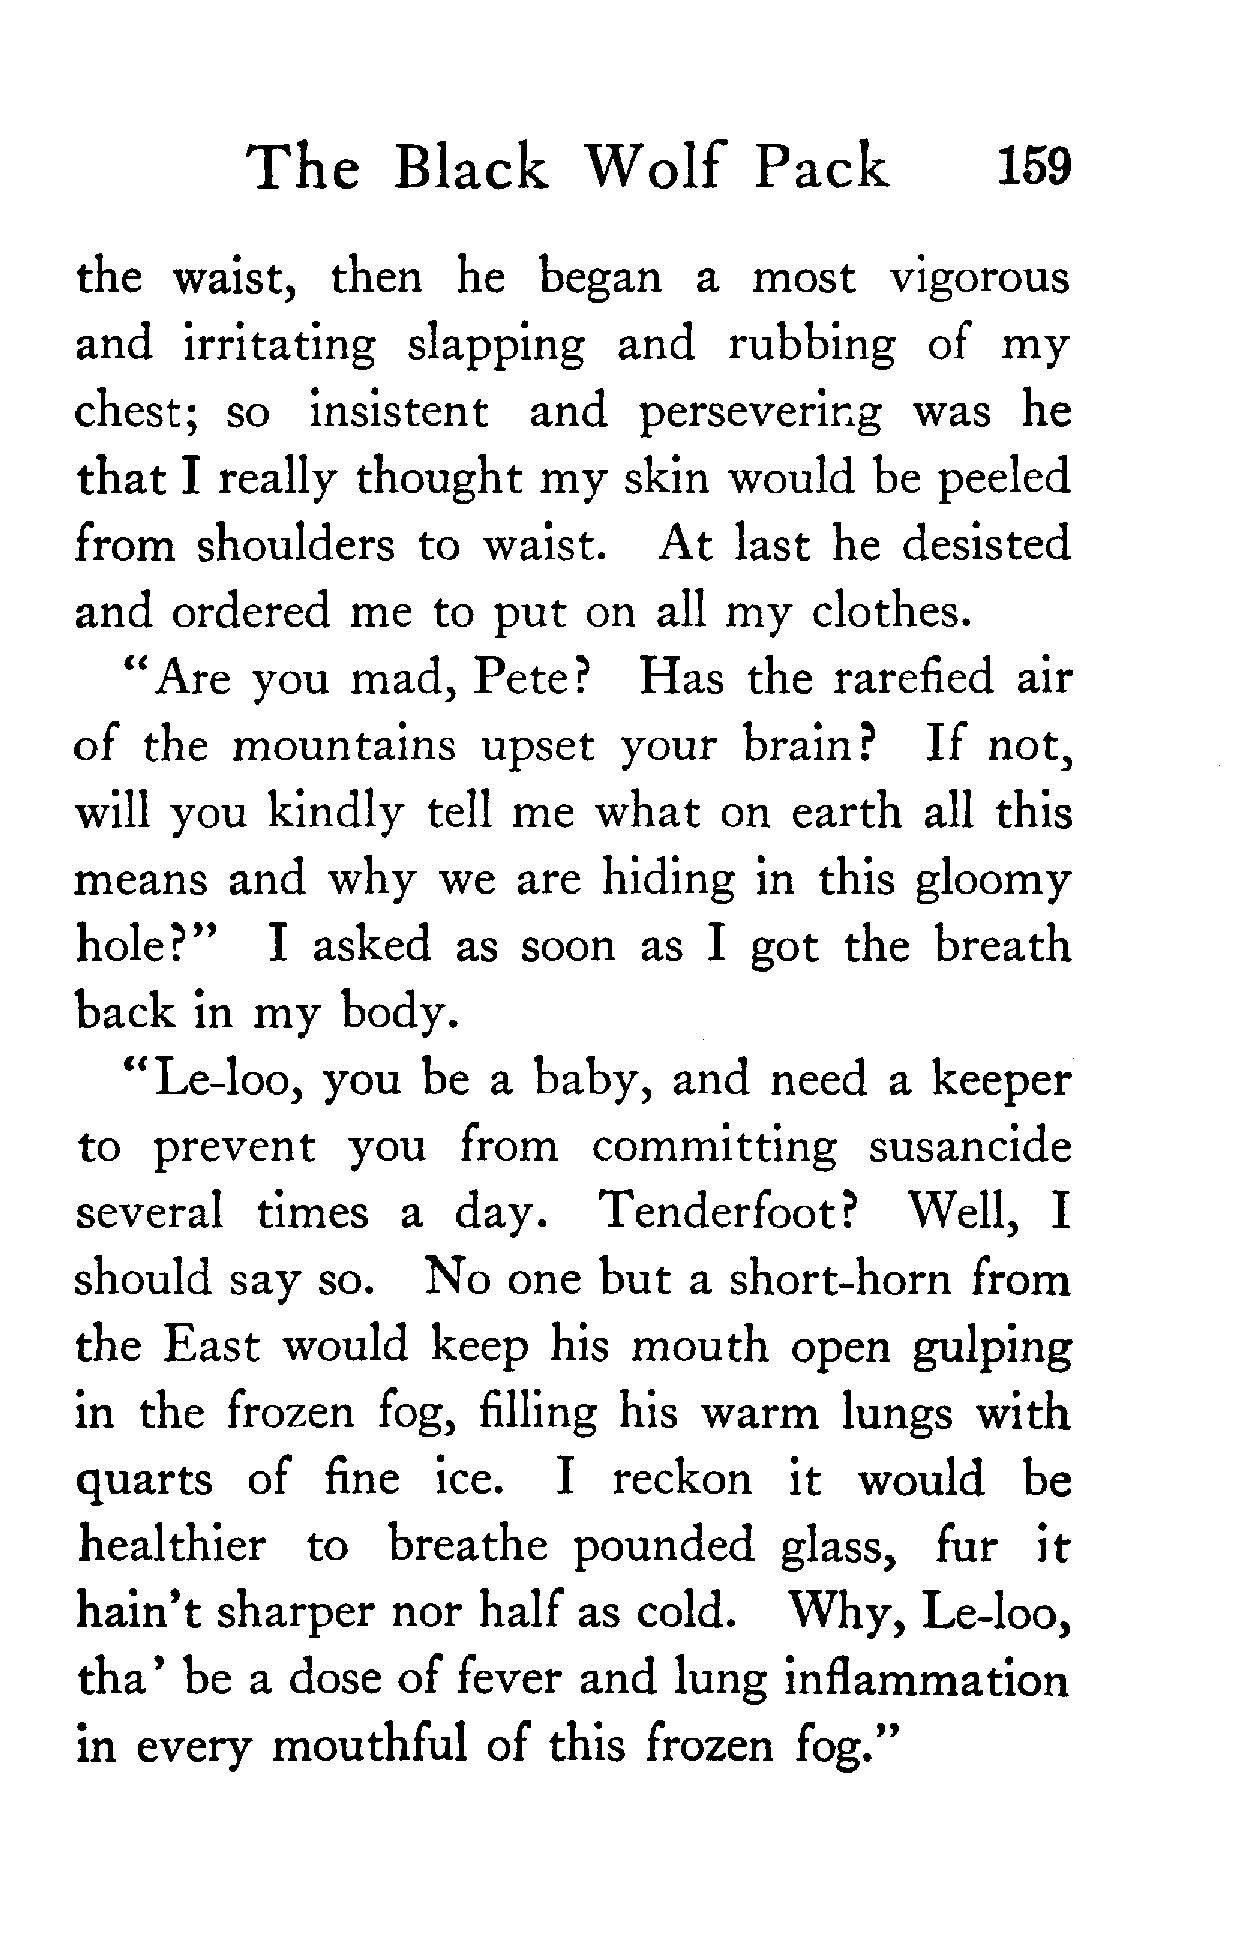 The Black Wolf Pack 159
the waist, then he began a most vigorous
and irritating slapping and rubbing of my
chest; so insistent and persevering was he
that I really thought my skin would be peeled
from shoulders to waist. At last he desisted
and ordered me to put on all my clothes.
"Are you mad, Pete? Has the rarefied air
of the mountains upset your brain? If not,
will you kindly tell me what on earth all this
means and why we are hiding in this gloomy
hole?" I asked as soon as I got the breath
back in my body.
"Le-loo, you be a baby, and need a keeper
to prevent you from committing susancide
several times a day. Tenderfoot? Well, I
should say so. No one but a short-horn from
the East would keep his mouth open gulping
in the frozen fog, filling his warm lungs with
quarts of fine ice. I reckon it would be
healthier to breathe pounded glass, fur it
hain't sharper nor half as cold. Why, Le-loo,
tha' be a dose of fever and lung inflammation
in every mouthful of this frozen fog."